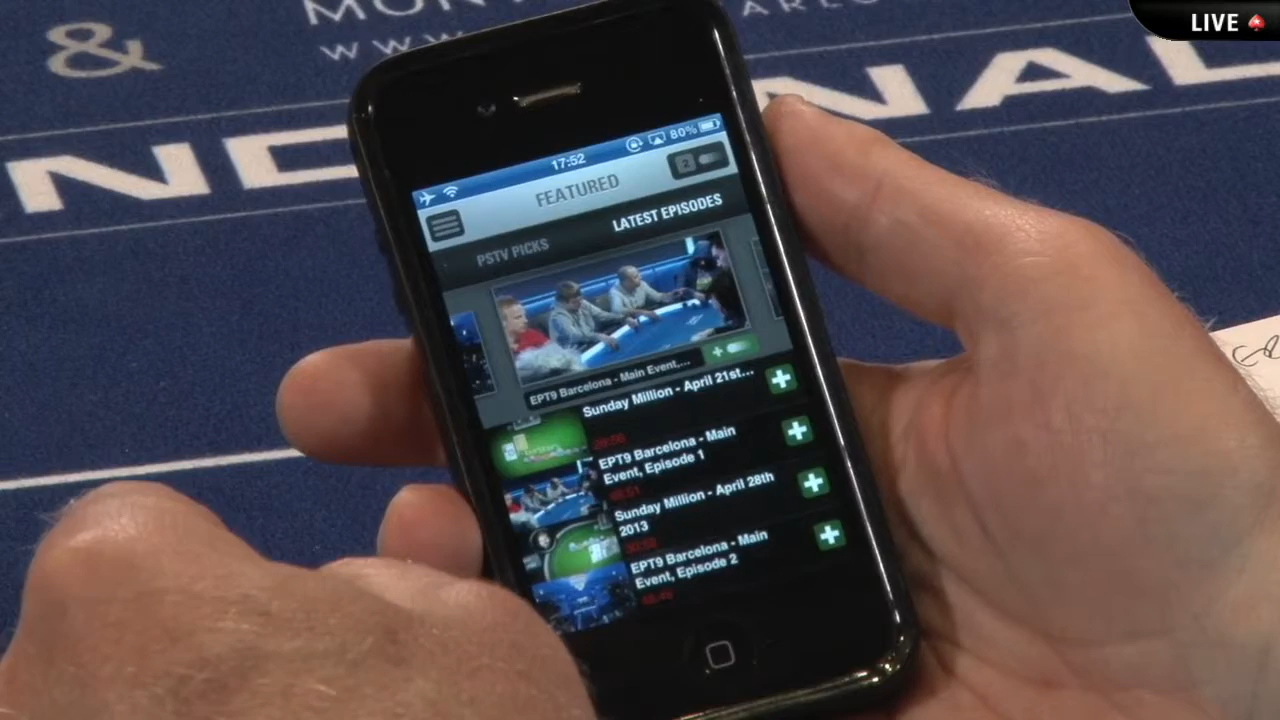 LIVE
&
WWW
17:52
80%
FEATURED
2
PSTV PICKS
LATEST EPISODES
EPT9 Barcelona - Main Event,...
Sunday Million - April 21st...
EPT9 Barcelona - Main
Event, Episode 1
Sunday Million - April 28th
2013
EPT9 Barcelona - Main
Event, Episode 2